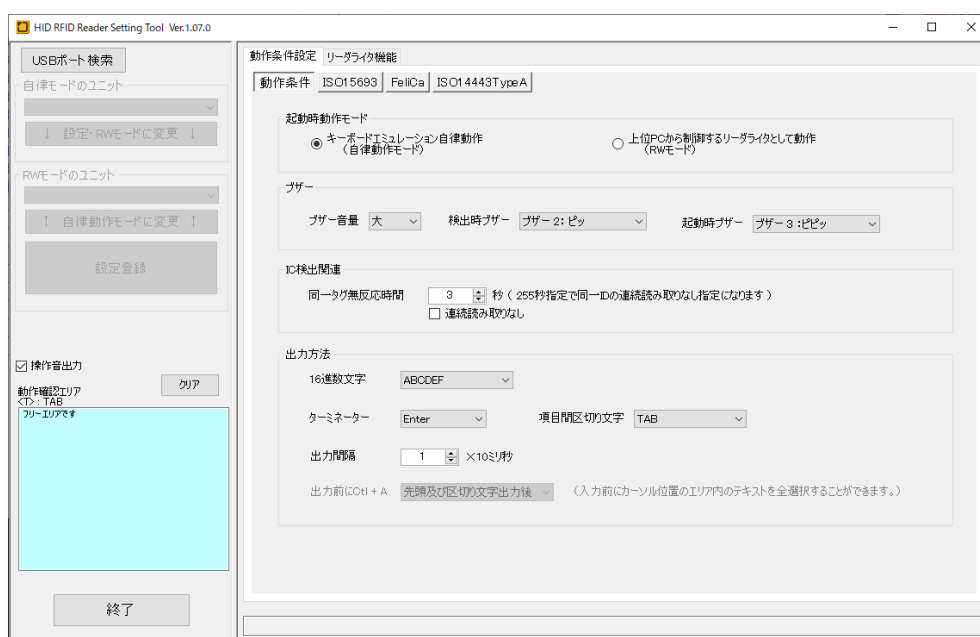 HID RFID Reader Setting Tool Ver.1.07.0
USBポート検索
自律モードのユニット
↓ 設定・RWモードに変更 ↓
RWモードのユニット
↑ 自律動作モードに変更 ↑
設定登録
操作音出力
動作確認エリア
<T> : TAB
クリア
フリーエリアです
終了
動作条件設定 リーダライタ機能
動作条件 ISO15693 FeliCa ISO14443TypeA
起動時動作モード
キーボードエミュレーション自律動作
(自律動作モード)
上位PCから制御するリーダライタとして動作
(RWモード)
ブザー
ブザー音量 大 検出時ブザー ブザー2:ピッ 起動時ブザー ブザー3:ピピッ
IC検出関連
同一タグ無反応時間 3 秒 ( 255秒指定で同一IDの連続読み取りなし指定になります )
連続読み取りなし
出力方法
16進数文字 ABCDEF
ターミネーター Enter 項目間区切り文字 TAB
出力間隔 1 ×10ミリ秒
出力前にCtl + A 先頭及び区切り文字出力後 (入力前にカーソル位置のエリア内のテキストを全選択することができます。)